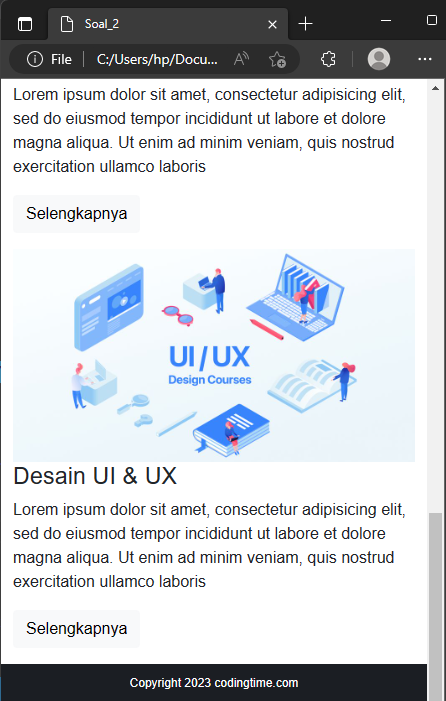 Soal_2
File
C:/Users/hp/Docu...
Lorem ipsum dolor sit amet, consectetur adipisicing elit,
sed do eiusmod tempor incididunt ut labore et dolore
magna aliqua. Ut enim ad minim veniam, quis nostrud
exercitation ullamco laboris
Selengkapnya
UI / UX
Design Courses
Desain UI & UX
Lorem ipsum dolor sit amet, consectetur adipisicing elit,
sed do eiusmod tempor incididunt ut labore et dolore
magna aliqua. Ut enim ad minim veniam, quis nostrud
exercitation ullamco laboris
Selengkapnya
Copyright 2023 codingtime.com